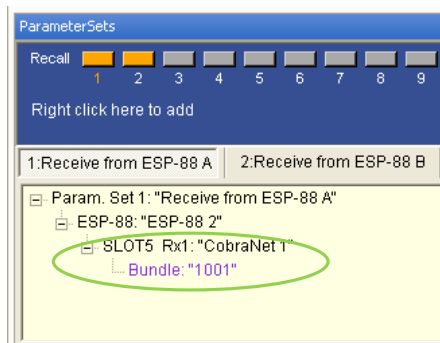 ParameterSets
Recall
1 2 3 4 5 6 7 8 9
Right click here to add
1:Receive from ESP-88 A 2:Receive from ESP-88 B
Param. Set 1: "Receive from ESP-88 A"
ESP-88: "ESP-88 2"
SLOT5 Rx1: "CobraNet 1"
Bundle: "1001"